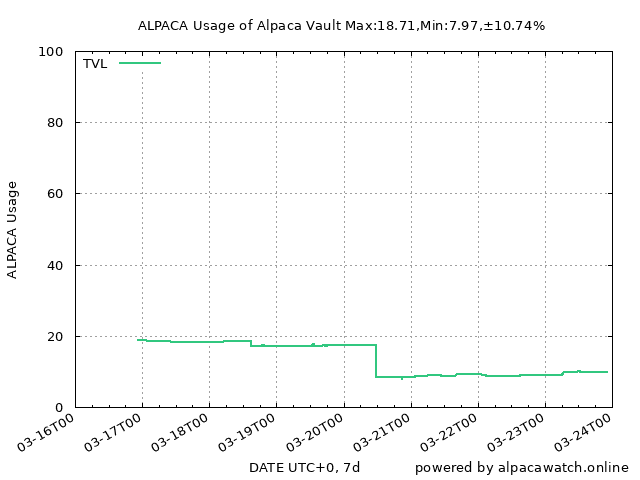 ALPACA Usage of Alpaca Vault Max:18.71,Min:7.97,±10.74%
100
TVL
80
60
ALPACA Usage
40
20
0
03-16T00 03-17T00 03-18T00 03-19T00 03-20T00 03-21T00 03-22T00 03-23T00 03-24T00
DATE UTC+0, 7d
powered by alpacawatch.online